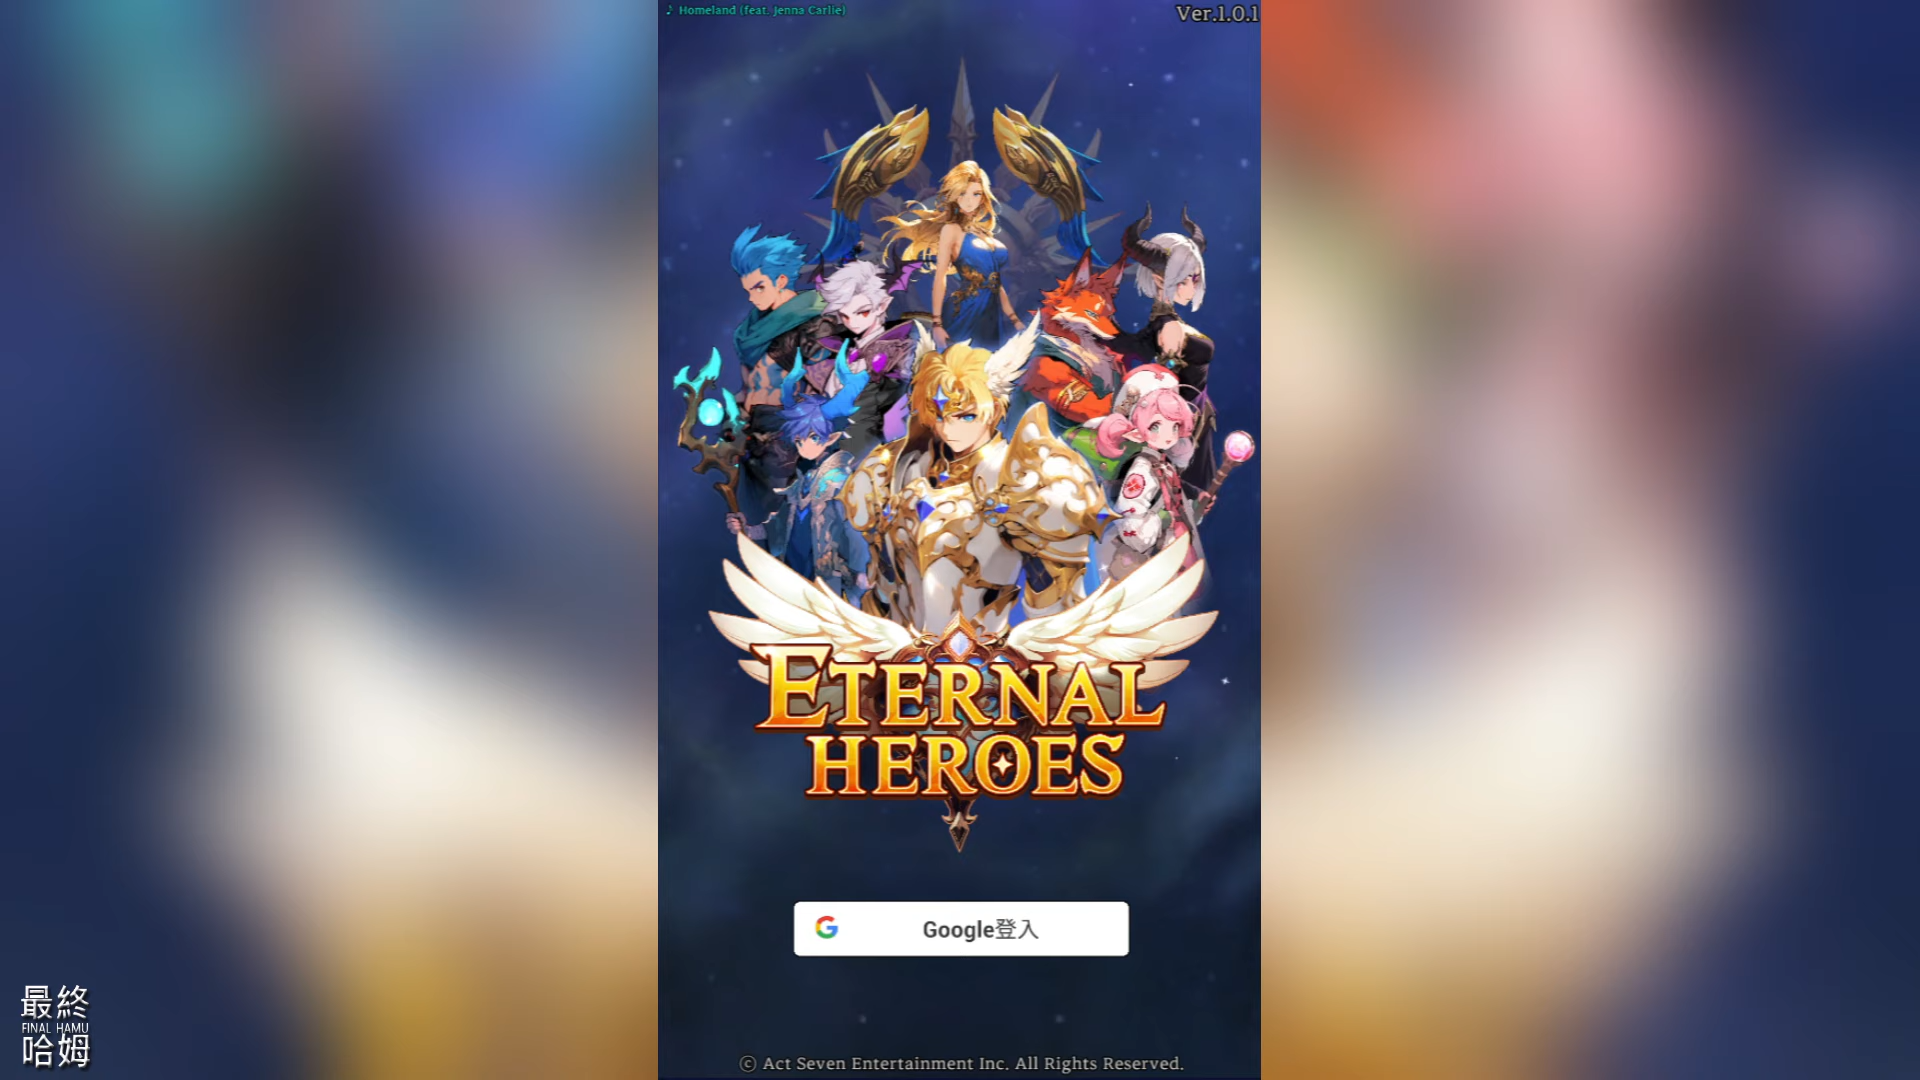 ♪ Homeland (feat. Jenna Carlie)
Ver.1.0.1
ETERNAL
HEROES
Google登入
© Act Seven Entertainment Inc. All Rights Reserved.
最終
FINAL HAMU
哈姆